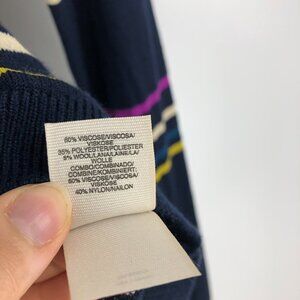 60% VISCOSE/VISCOSA/
VISKOSE
35% POLYESTER/POLIESTER
5% WOOL/LANA/LAINE/LA/
WOLLE
COMBO/COMBINADO/
COMBINE/KOMBINIERT:
60% VISCOSE/VISCOSA/
VISKOSE
40% NYLON/NAILON